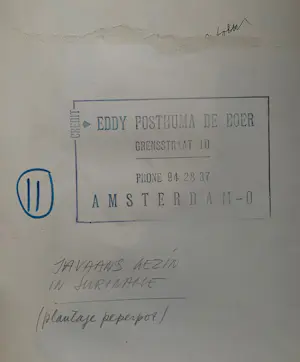 CREDIT
EDDY POSTHUMA DE BOER
GRENSSTRAAT 10
PHONE 94 28 37
AMSTERDAM-O
11
JAVAANS GEZIN
IN SURINAME
(plantage peperpot)